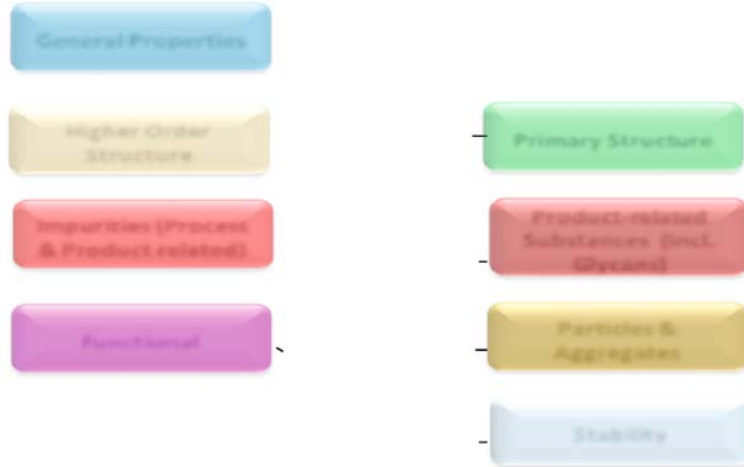 General Properties
Higher Order
Structure
Impurities (Process
& Product related)
Functional
Primary Structure
Product-related
Substances (incl.
Glycans)
Particles &
Aggregates
Stability